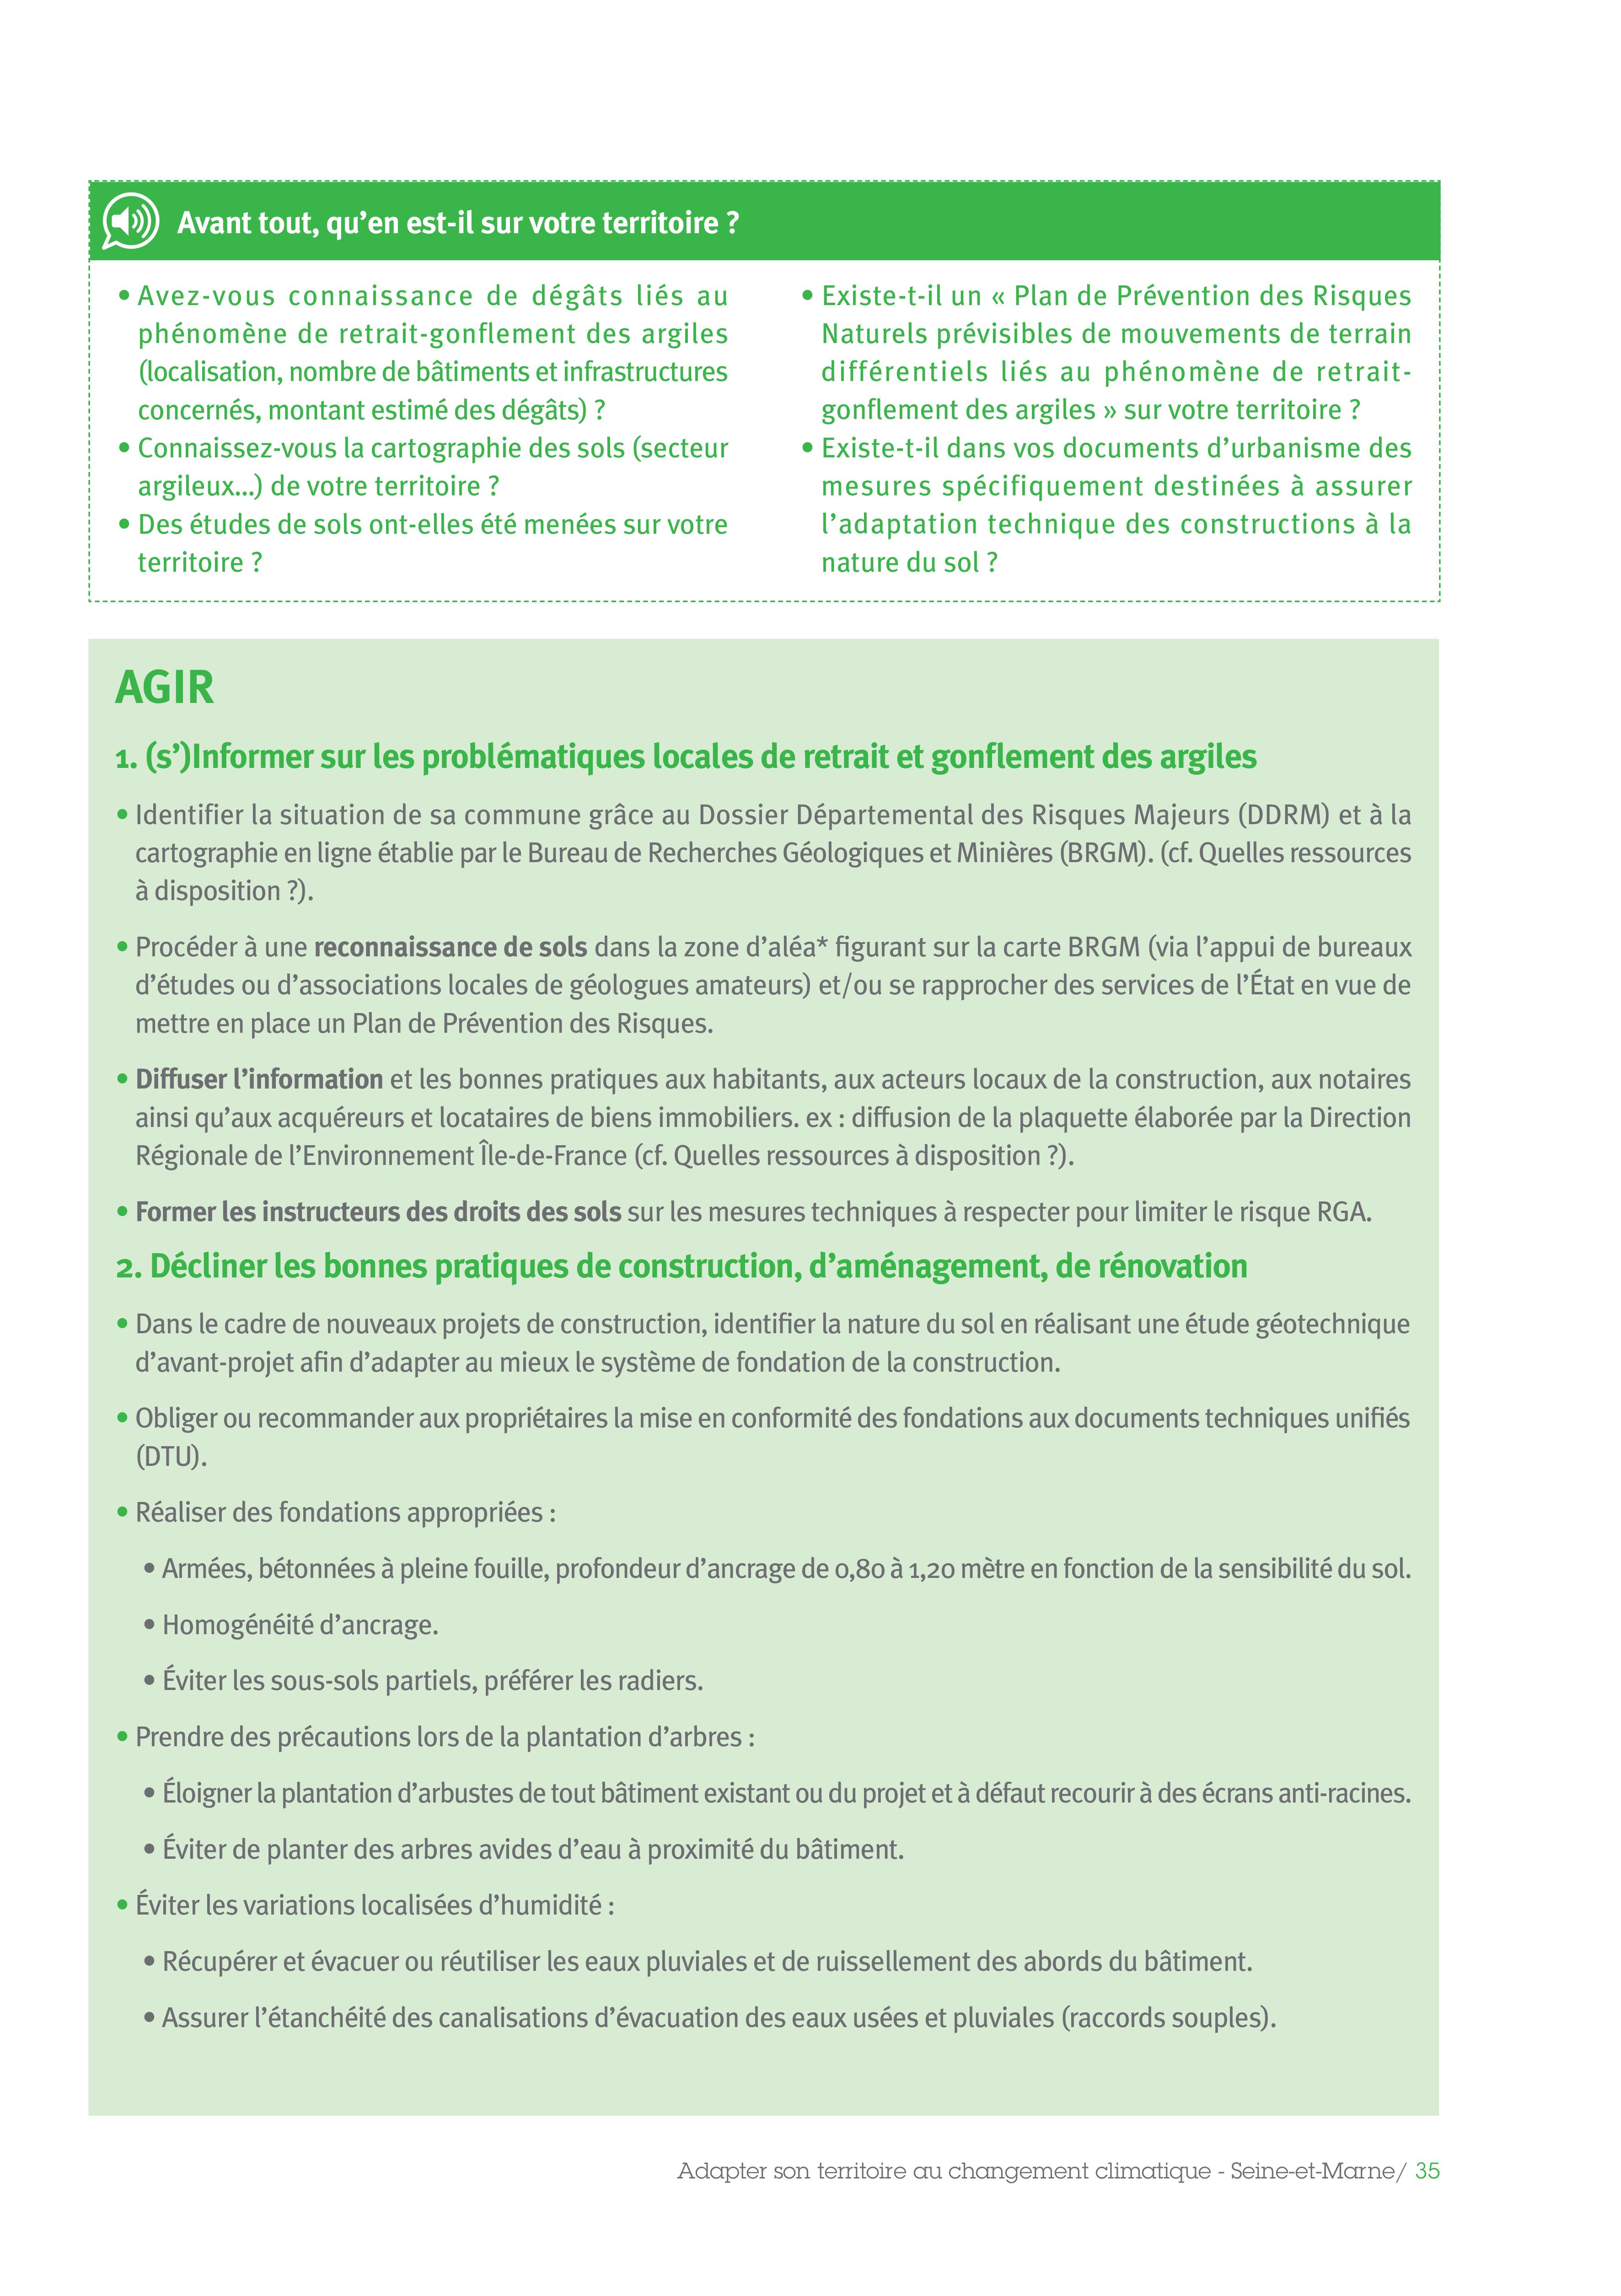 Avant tout, qu’en est-il sur votre territoire ?
• Avez-vous connaissance de dégâts liés au
phénomène de retrait-gonflement des argiles
(localisation, nombre de bâtiments et infrastructures
concernés, montant estimé des dégâts) ?
• Connaissez-vous la cartographie des sols (secteur
argileux...) de votre territoire ?
• Des études de sols ont-elles été menées sur votre
territoire ?
• Existe-t-il un « Plan de Prévention des Risques
Naturels prévisibles de mouvements de terrain
différentiels liés au phénomène de retrait-
gonflement des argiles » sur votre territoire ?
• Existe-t-il dans vos documents d’urbanisme des
mesures spécifiquement destinées à assurer
l’adaptation technique des constructions à la
nature du sol ?
AGIR
1. (s’)Informer sur les problématiques locales de retrait et gonflement des argiles
• Identifier la situation de sa commune grâce au Dossier Départemental des Risques Majeurs (DDRM) et à la
cartographie en ligne établie par le Bureau de Recherches Géologiques et Minières (BRGM). (cf. Quelles ressources
à disposition ?).
• Procéder à une reconnaissance de sols dans la zone d’aléa* figurant sur la carte BRGM (via l’appui de bureaux
d’études ou d’associations locales de géologues amateurs) et/ou se rapprocher des services de l’État en vue de
mettre en place un Plan de Prévention des Risques.
• Diffuser l’information et les bonnes pratiques aux habitants, aux acteurs locaux de la construction, aux notaires
ainsi qu’aux acquéreurs et locataires de biens immobiliers. ex : diffusion de la plaquette élaborée par la Direction
Régionale de l’Environnement Île-de-France (cf. Quelles ressources à disposition ?).
• Former les instructeurs des droits des sols sur les mesures techniques à respecter pour limiter le risque RGA.
2. Décliner les bonnes pratiques de construction, d’aménagement, de rénovation
• Dans le cadre de nouveaux projets de construction, identifier la nature du sol en réalisant une étude géotechnique
d’avant-projet afin d’adapter au mieux le système de fondation de la construction.
• Obliger ou recommander aux propriétaires la mise en conformité des fondations aux documents techniques unifiés
(DTU).
• Réaliser des fondations appropriées :
• Armées, bétonnées à pleine fouille, profondeur d’ancrage de 0,80 à 1,20 mètre en fonction de la sensibilité du sol.
• Homogénéité d’ancrage.
• Éviter les sous-sols partiels, préférer les radiers.
• Prendre des précautions lors de la plantation d’arbres :
• Éloigner la plantation d’arbustes de tout bâtiment existant ou du projet et à défaut recourir à des écrans anti-racines.
• Éviter de planter des arbres avides d’eau à proximité du bâtiment.
• Éviter les variations localisées d’humidité :
• Récupérer et évacuer ou réutiliser les eaux pluviales et de ruissellement des abords du bâtiment.
• Assurer l’étanchéité des canalisations d’évacuation des eaux usées et pluviales (raccords souples).
Adapter son territoire au changement climatique - Seine-et-Marne/ 35